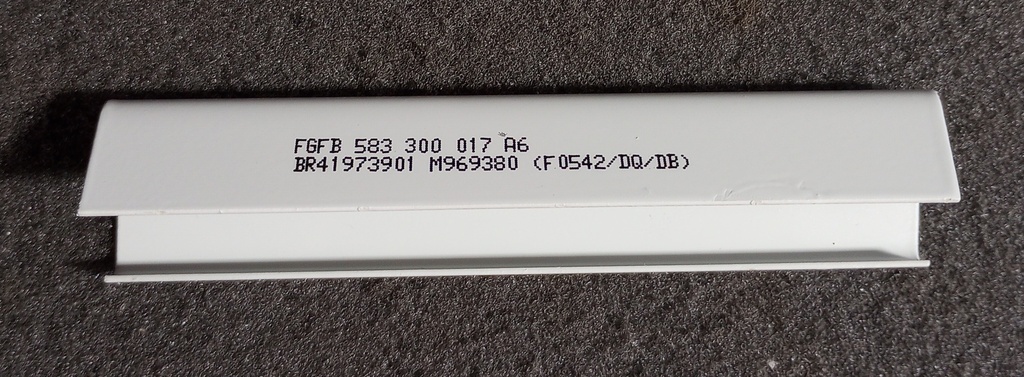 FGFB 583 300 017 A6
BR41973901 M969380 (F0542/DQ/DB)